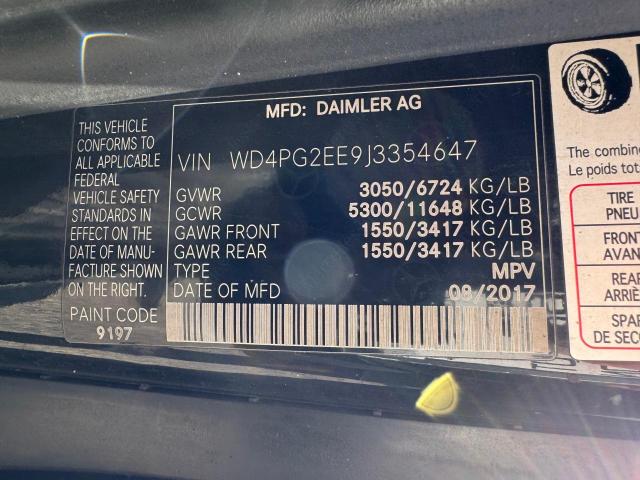 MFD: DAIMLER AG
THIS VEHICLE
CONFORMS TO
ALL APPLICABLE
FEDERAL
VEHICLE SAFETY
STANDARDS IN
EFFECT ON THE
DATE OF MANU-
FACTURE SHOWN
ON THE RIGHT.
PAINT CODE
9197
VIN WD4PG2EE9J3354647
GVWR 3050/6724 KG/LB
GCWR 5300/11648 KG/LB
GAWR FRONT 1550/3417 KG/LB
GAWR REAR 1550/3417 KG/LB
TYPE MPV
DATE OF MFD 08/2017
The combine
Le poids tot
TIRE
PNEU
FRONT
AVAN
REAR
ARRIÈ
SPAR
DE SECO